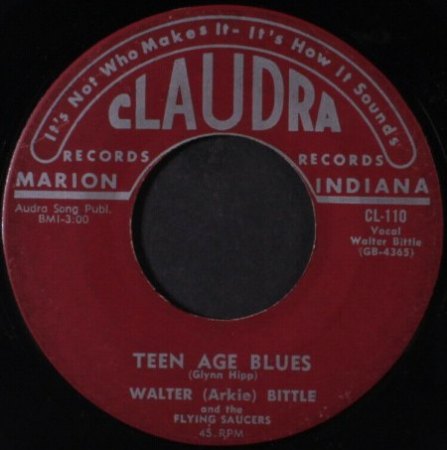 It's Not Who Makes It - It's How It Sounds
cLAUDRA
RECORDS RECORDS
MARION INDIANA
Audra Song Publ.
BMI-3:00
CL-110
Vocal
Walter Bittle
(GB-4365)
TEEN AGE BLUES
(Glynn Hipp)
WALTER (Arkie) BITTLE
and the
FLYING SAUCERS
45 RPM